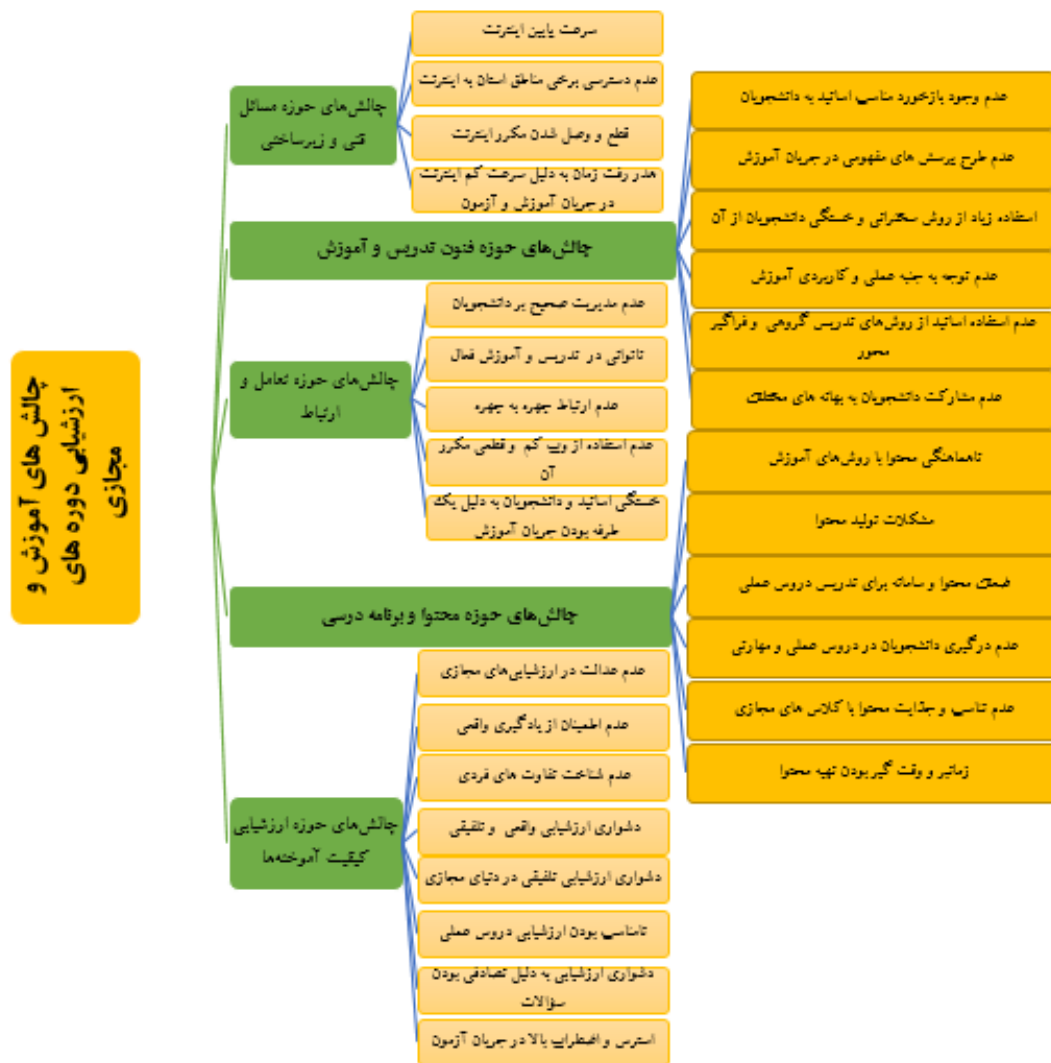 چالش های آموزش و
ارزشیابی دوره های
مجازی
چالش‌های حوزه مسائل
فنی و زیرساختی
سرعت پایین اینترنت
عدم دسترسی برخی مناطق استان به اینترنت
قطع و وصل شدن مکرر اینترنت
هدر رفت زمان به دلیل سرعت کم اینترنت
در جریان آموزش و آزمون
چالش‌های حوزه فنون تدریس و آموزش
عدم وجود بازخورد مناسب اساتید به دانشجویان
عدم طرح پرسش های مفهومی در جریان آموزش
استفاده زیاد از روش سخنرانی و خستگی دانشجویان از آن
عدم توجه به جنبه عملی و کاربردی آموزش
عدم استفاده اساتید از روش‌های تدریس گروهی و فراگیر
محور
عدم مشارکت دانشجویان به بهانه های مختلف
چالش‌های حوزه تعامل و
ارتباط
عدم مدیریت صحیح بر دانشجویان
ناتوانی در تدریس و آموزش فعال
عدم ارتباط چهره به چهره
عدم استفاده از وب کم و قطعی مکرر
آن
خستگی اساتید و دانشجویان به دلیل یک
طرفه بودن جریان آموزش
چالش‌های حوزه محتوا و برنامه درسی
ناهماهنگی محتوا با روش‌های آموزش
مشکلات تولید محتوا
ضعف محتوا و سامانه برای تدریس دروس عملی
عدم درگیری دانشجویان در دروس عملی و مهارتی
عدم تناسب و جذابیت محتوا با کلاس های مجازی
زمانبر و وقت گیر بودن تهیه محتوا
چالش‌های حوزه ارزشیابی
کیفیت آموخته‌ها
عدم عدالت در ارزشیابی‌های مجازی
عدم اطمینان از یادگیری واقعی
عدم شناخت تفاوت های فردی
دشواری ارزشیابی واقعی و تلفیقی
دشواری ارزشیابی تلفیقی در دنیای مجازی
نامناسب بودن ارزشیابی دروس عملی
دشواری ارزشیابی به دلیل تصادفی بودن
سؤالات
استرس و اضطراب بالا در جریان آزمون